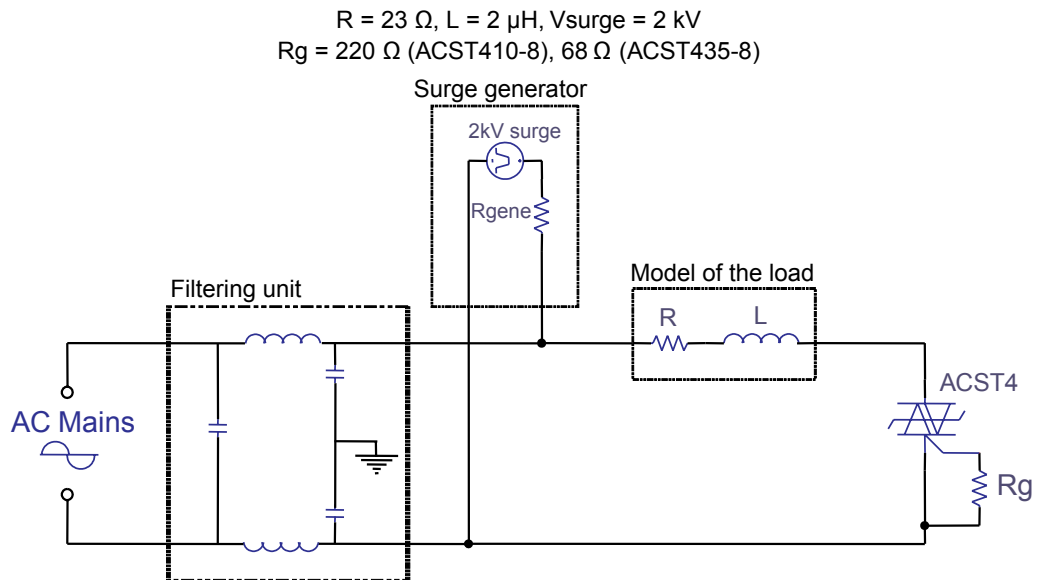 R = 23 Ω, L = 2 µH, Vsurge = 2 kV
Rg = 220 Ω (ACST410-8), 68 Ω (ACST435-8)
Surge generator
2kV surge
Rgene
Filtering unit
Model of the load
R
L
ACST4
AC Mains
Rg